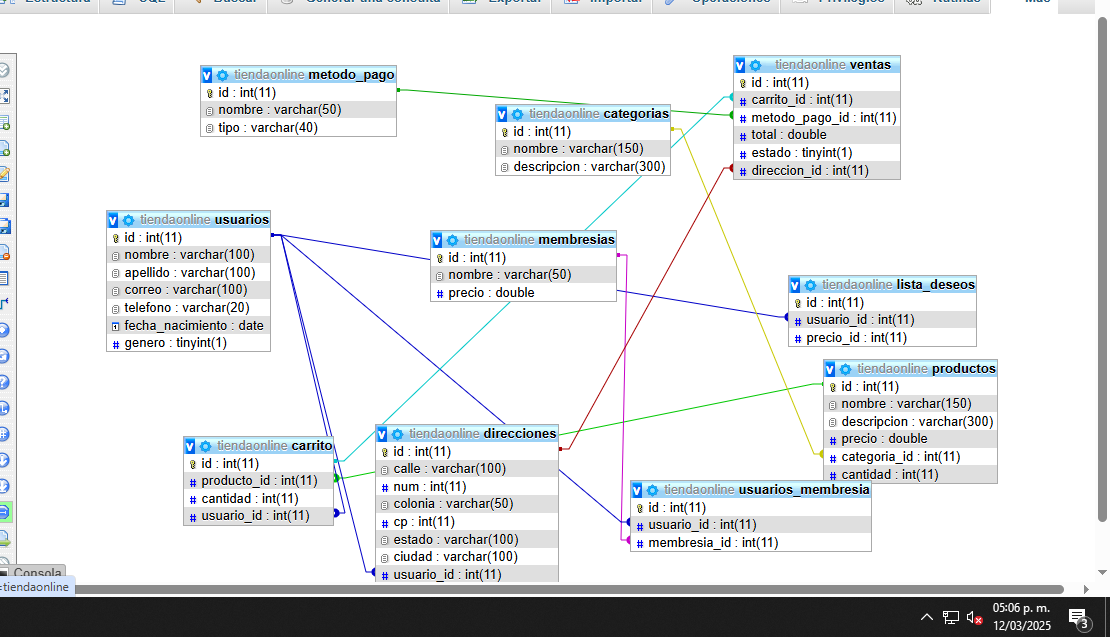 Estructura
SQL
Buscar
Generar una consulta
Exportar
Importar
Operaciones
Privilegios
Rutinas
Más
tiendaonline metodo_pago
id : int(11)
nombre : varchar(50)
tipo : varchar(40)
tiendaonline categorias
id : int(11)
nombre : varchar(150)
descripcion : varchar(300)
tiendaonline ventas
id : int(11)
carrito_id : int(11)
metodo_pago_id : int(11)
total : double
estado : tinyint(1)
direccion_id : int(11)
tiendaonline usuarios
id : int(11)
nombre : varchar(100)
apellido : varchar(100)
correo : varchar(100)
telefono : varchar(20)
fecha_nacimiento : date
genero : tinyint(1)
tiendaonline membresias
id : int(11)
nombre : varchar(50)
precio : double
tiendaonline lista_deseos
id : int(11)
usuario_id : int(11)
precio_id : int(11)
tiendaonline productos
id : int(11)
nombre : varchar(150)
descripcion : varchar(300)
precio : double
categoria_id : int(11)
cantidad : int(11)
tiendaonline carrito
id : int(11)
producto_id : int(11)
cantidad : int(11)
usuario_id : int(11)
tiendaonline direcciones
id : int(11)
calle : varchar(100)
num : int(11)
colonia : varchar(50)
cp : int(11)
estado : varchar(100)
ciudad : varchar(100)
usuario_id : int(11)
tiendaonline usuarios_membresia
id : int(11)
usuario_id : int(11)
membresia_id : int(11)
Consola
=tiendaonline
05:06 p. m.
12/03/2025
3